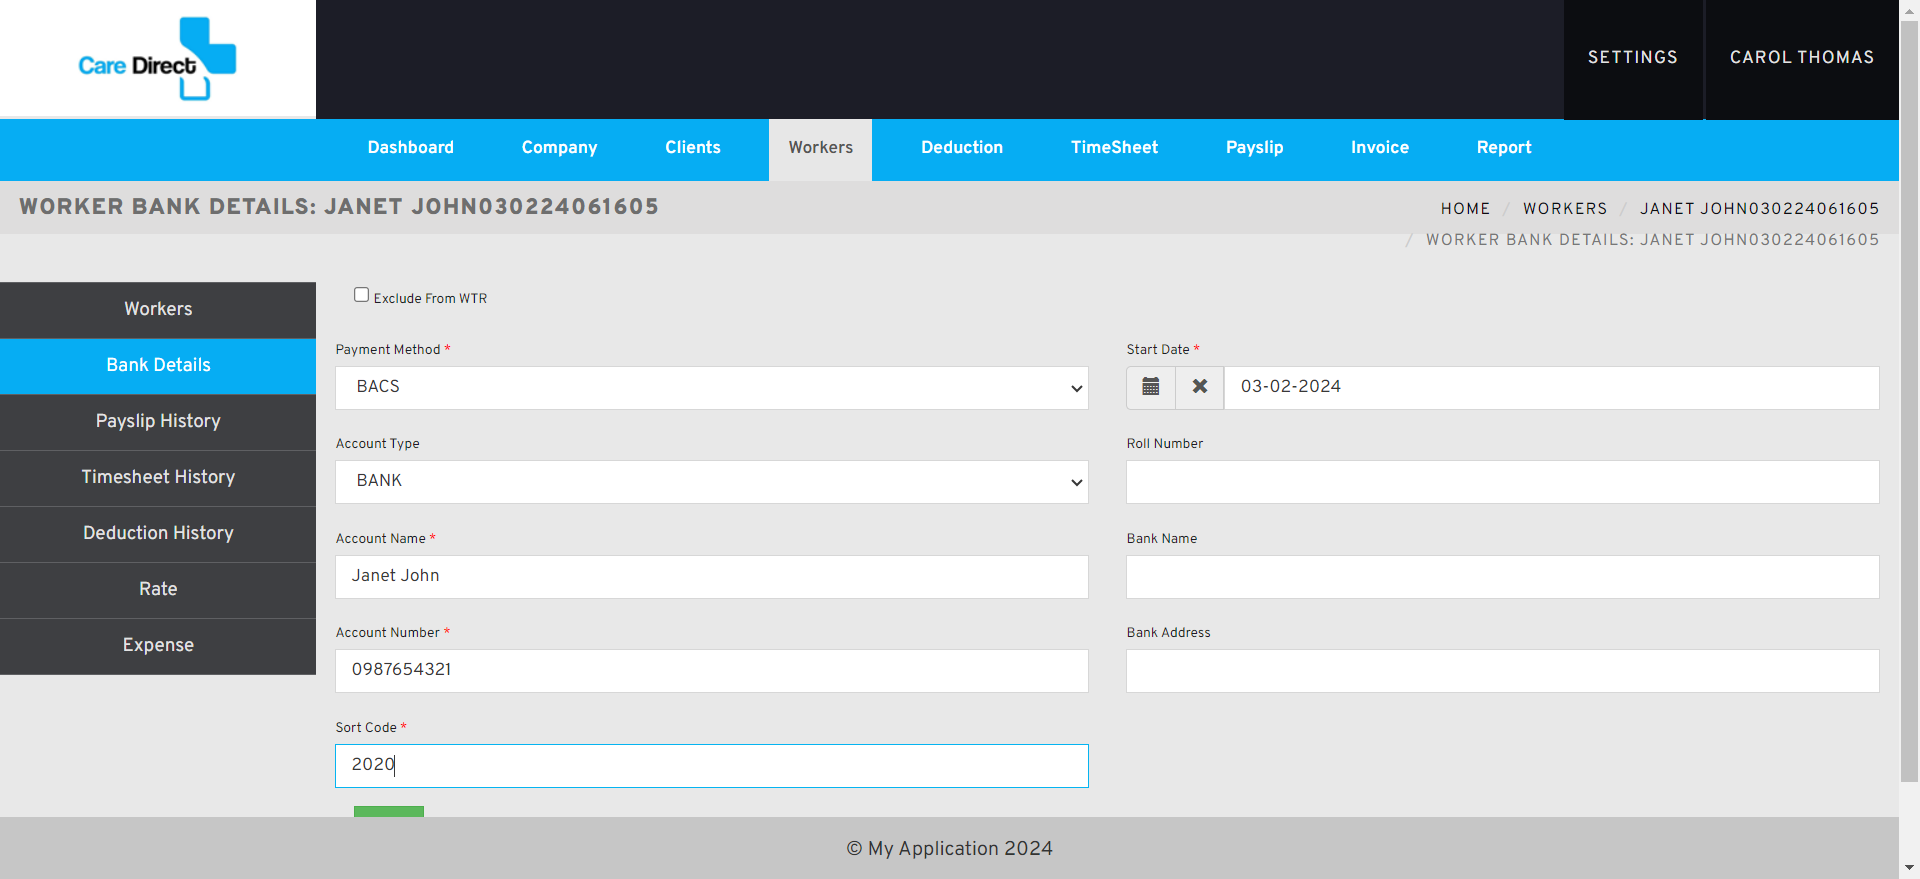 Care Direct
SETTINGS
CAROL THOMAS
Dashboard
Company
Clients
Workers
Deduction
TimeSheet
Payslip
Invoice
Report
WORKER BANK DETAILS: JANET JOHN030224061605
HOME / WORKERS / JANET JOHN030224061605
/ WORKER BANK DETAILS: JANET JOHN030224061605
Workers
Bank Details
Payslip History
Timesheet History
Deduction History
Rate
Expense
Exclude From WTR
Payment Method *
BACS
Start Date *
03-02-2024
Account Type
BANK
Roll Number
Account Name *
Janet John
Bank Name
Account Number *
0987654321
Bank Address
Sort Code *
2020
© My Application 2024